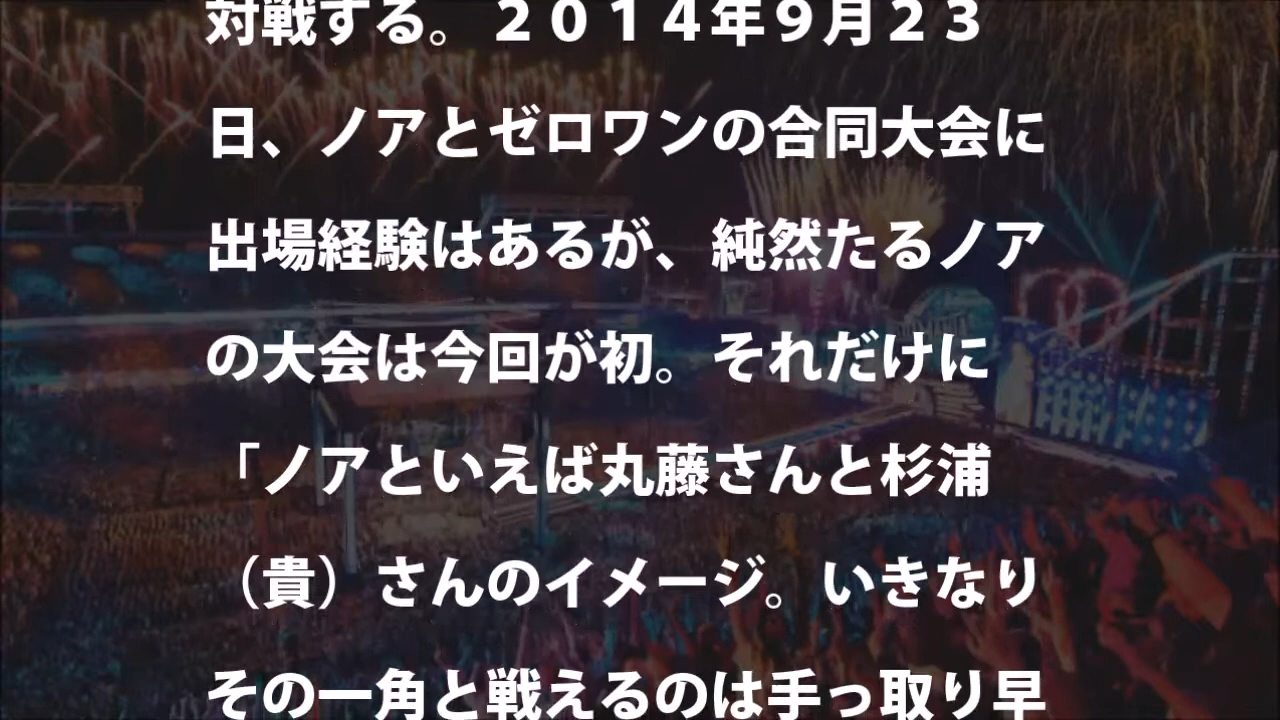 対戦する。２０１４年９月２３
日、ノアとゼロワンの合同大会に
出場経験はあるが、純然たるノア
の大会は今回が初。それだけに
「ノアといえば丸藤さんと杉浦
（貴）さんのイメージ。いきなり
その一角と戦えるのは手っ取り早